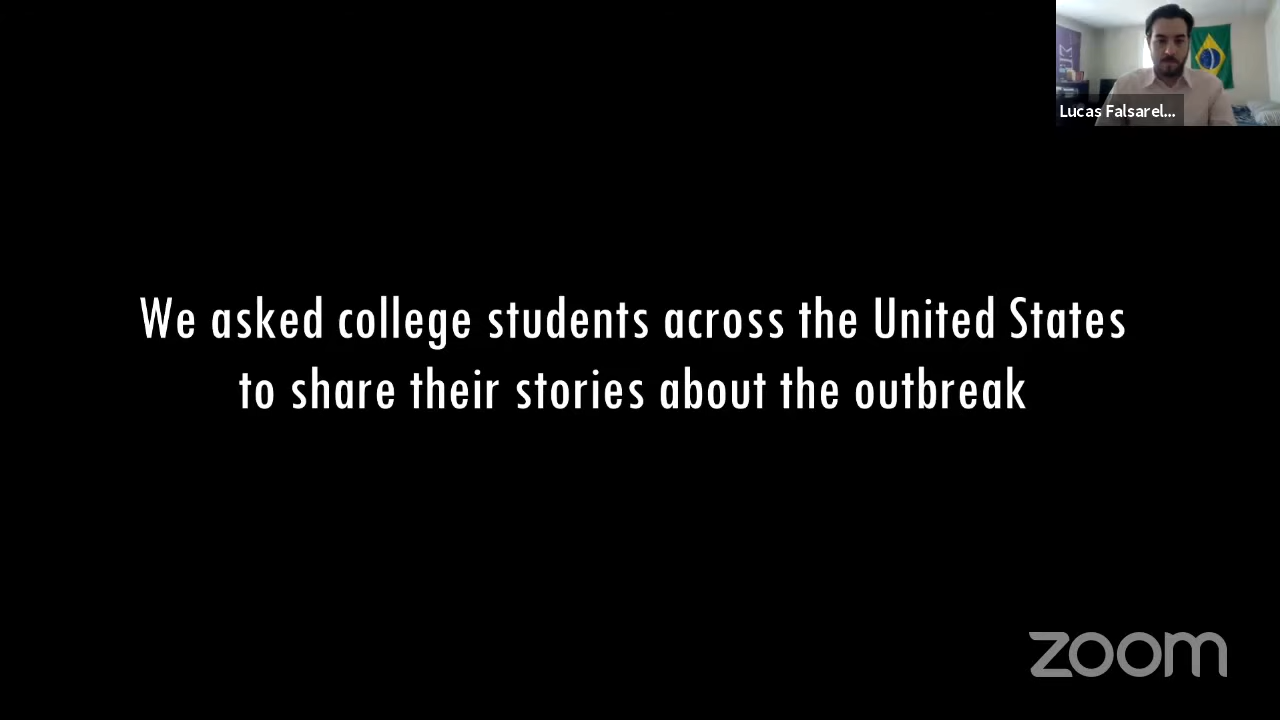 Lucas Falsarel...
We asked college students across the United States
to share their stories about the outbreak
zoom